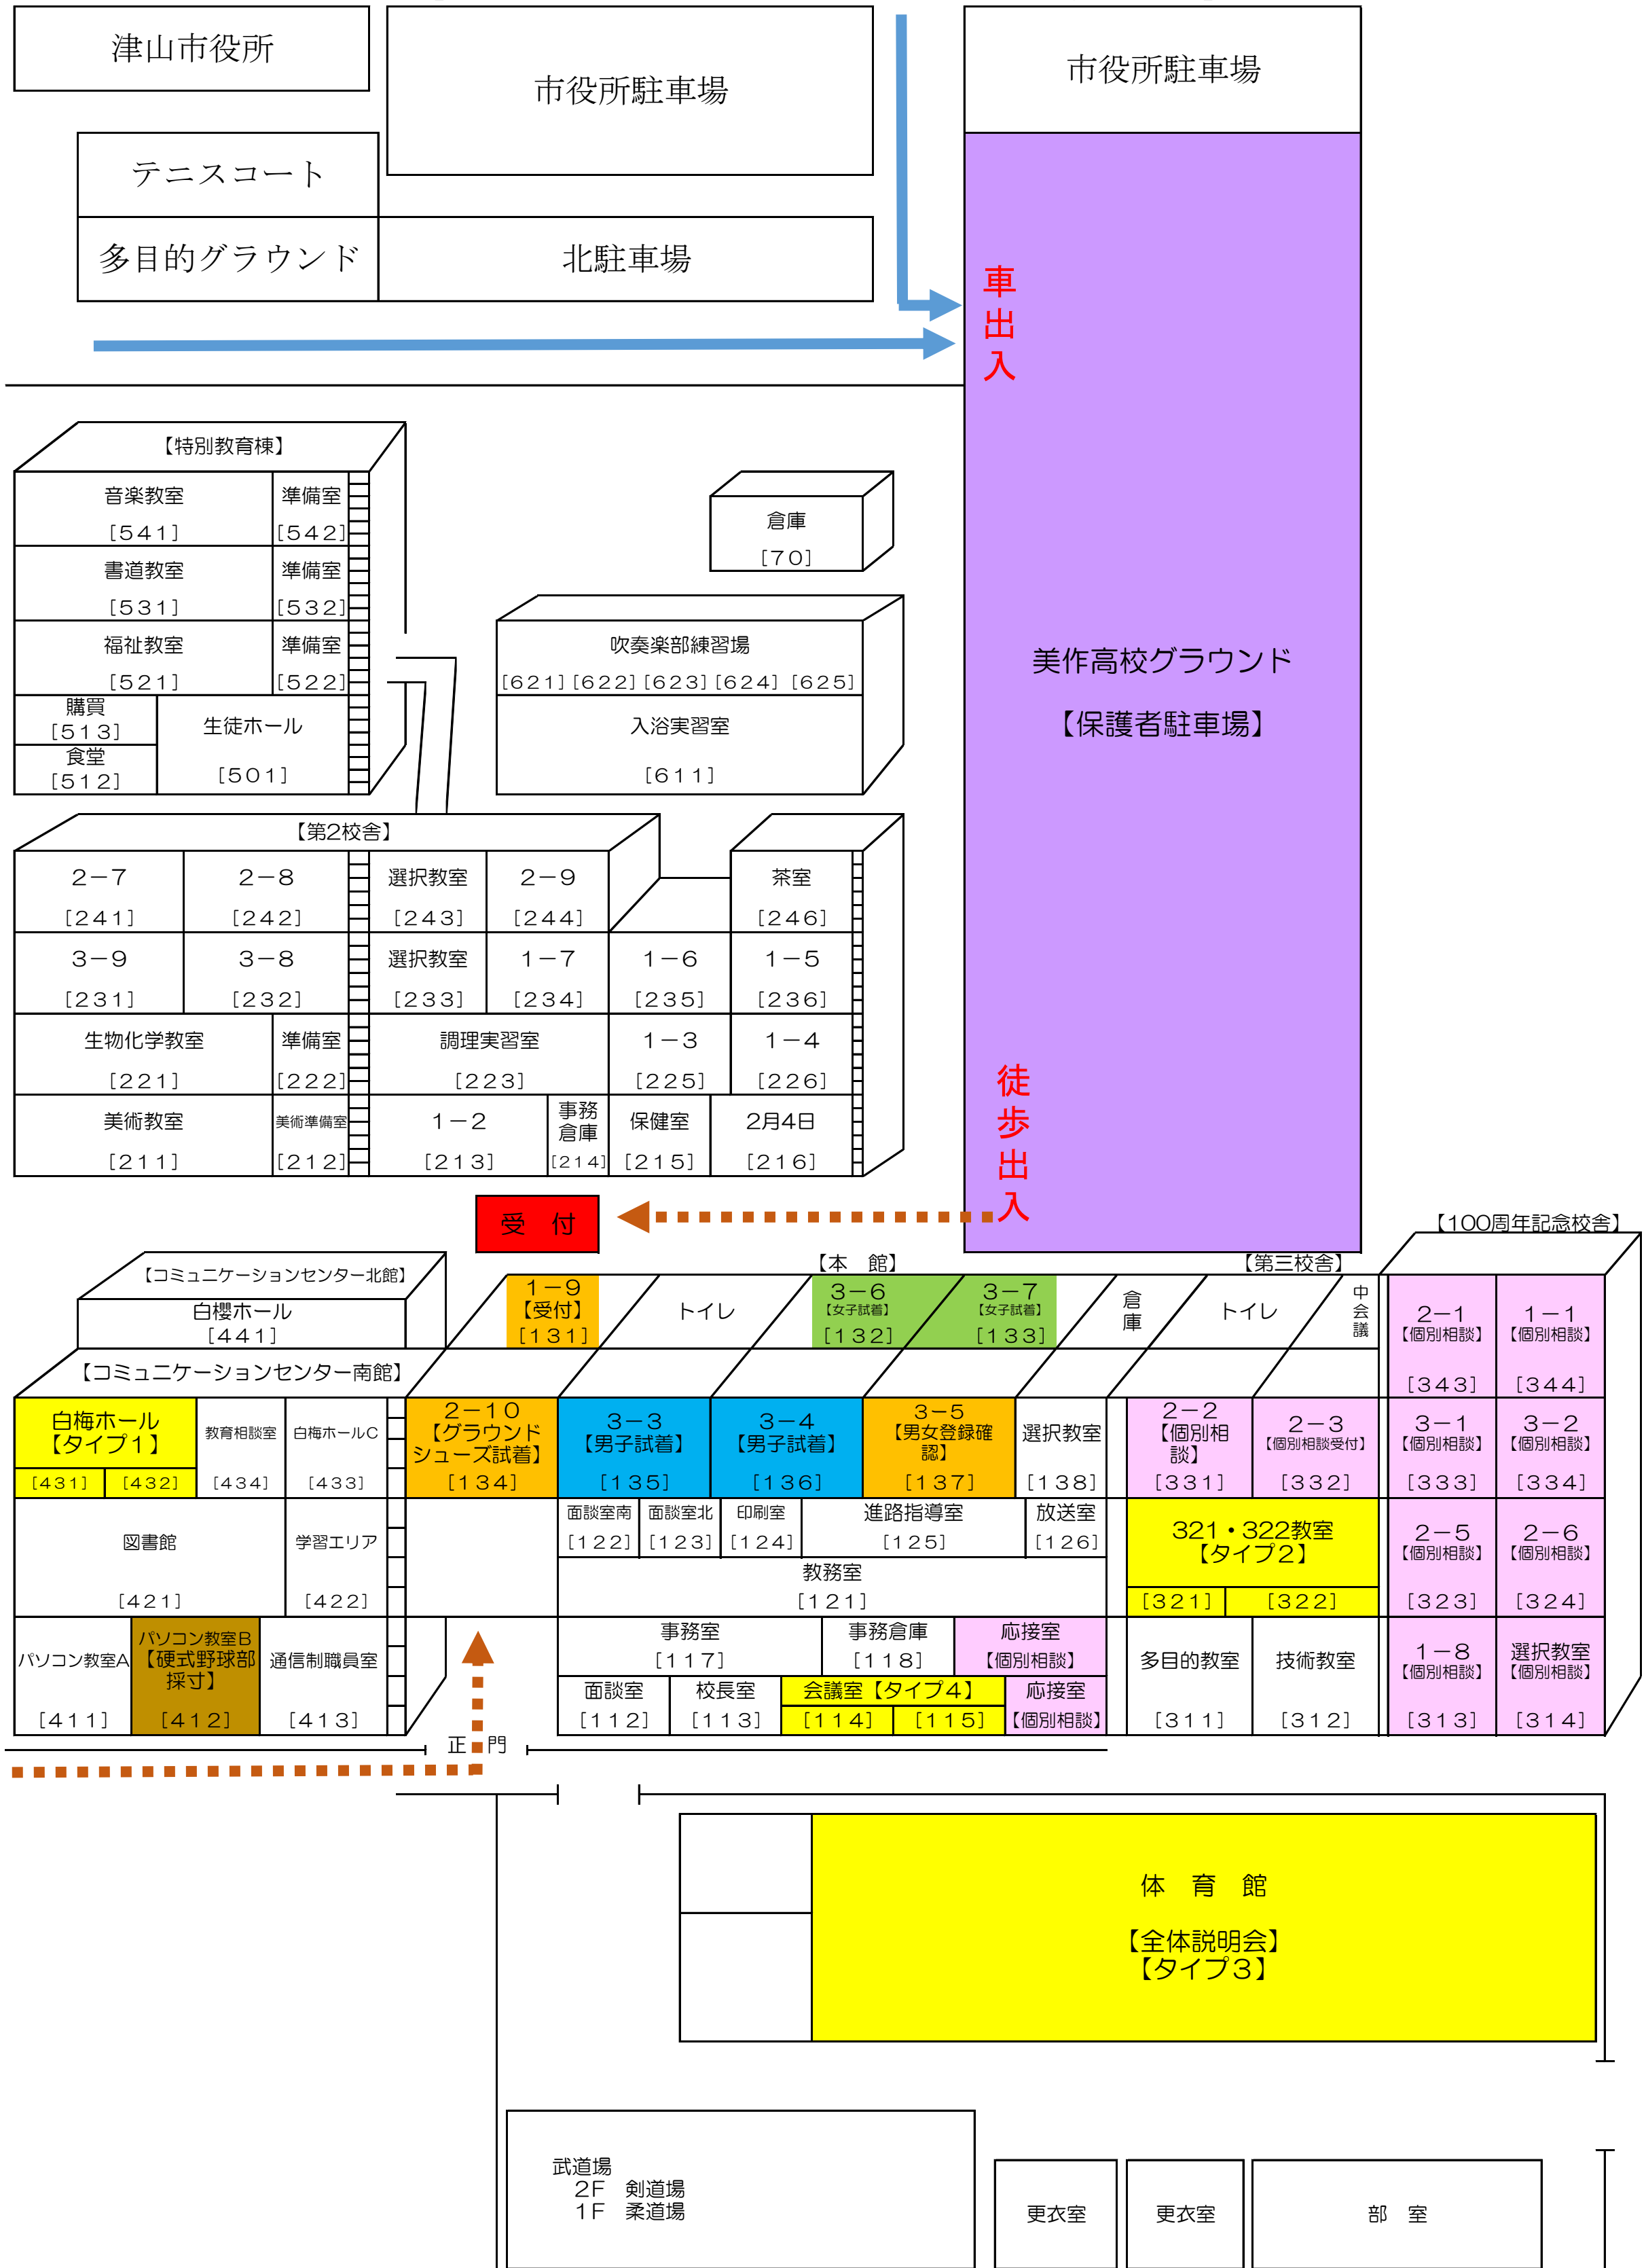 津山市役所
市役所駐車場
市役所駐車場
テニスコート
多目的グラウンド
北駐車場
車出入
【特別教育棟】
音楽教室
[541]
準備室
[542]
書道教室
[531]
準備室
[532]
福祉教室
[521]
準備室
[522]
購買
[513]
食堂
[512]
生徒ホール
[501]
倉庫
[70]
吹奏楽部練習場
[621] [622] [623] [624] [625]
入浴実習室
[611]
美作高校グラウンド
【保護者駐車場】
徒歩出入
【第2校舎】
2－7
[241]
2－8
[242]
選択教室
[243]
2－9
[244]
茶室
[246]
3－9
[231]
3－8
[232]
選択教室
[233]
1－7
[234]
1－6
[235]
1－5
[236]
生物化学教室
[221]
準備室
[222]
調理実習室
[223]
1－3
[225]
1－4
[226]
美術教室
[211]
美術準備室
[212]
1－2
[213]
事務
倉庫
[214]
保健室
[215]
2月4日
[216]
受　付
【コミュニケーションセンター北館】
白櫻ホール
[441]
【コミュニケーションセンター南館】
【本　館】
【第三校舎】
【100周年記念校舎】
1－9
【受付】
[131]
トイレ
3－6
【女子試着】
[132]
3－7
【女子試着】
[133]
倉庫
トイレ
中会議
2－1
【個別相談】
[343]
1－1
【個別相談】
[344]
白梅ホール
【タイプ1】
[431] [432]
教育相談室
[434]
白梅ホールC
[433]
2－10
【グラウンド
シューズ試着】
[134]
3－3
【男子試着】
[135]
3－4
【男子試着】
[136]
3－5
【男女登録確
認】
[137]
選択教室
[138]
2－2
【個別相
談】
[331]
2－3
【個別相談受付】
[332]
3－1
【個別相談】
[333]
3－2
【個別相談】
[334]
図書館
[421]
学習エリア
[422]
面談室南
[122]
面談室北
[123]
印刷室
[124]
進路指導室
[125]
放送室
[126]
教務室
[121]
321・322教室
【タイプ2】
[321] [322]
2－5
【個別相談】
[323]
2－6
【個別相談】
[324]
パソコン教室A
[411]
パソコン教室B
【硬式野球部
採寸】
[412]
通信制職員室
[413]
事務室
[117]
事務倉庫
[118]
応接室
【個別相談】
面談室
[112]
校長室
[113]
会議室【タイプ4】
[114] [115]
応接室
【個別相談】
多目的教室
[311]
技術教室
[312]
1－8
【個別相談】
[313]
選択教室
【個別相談】
[314]
正　門
体　育　館
【全体説明会】
【タイプ3】
武道場
2F　剣道場
1F　柔道場
更衣室
更衣室
部　室